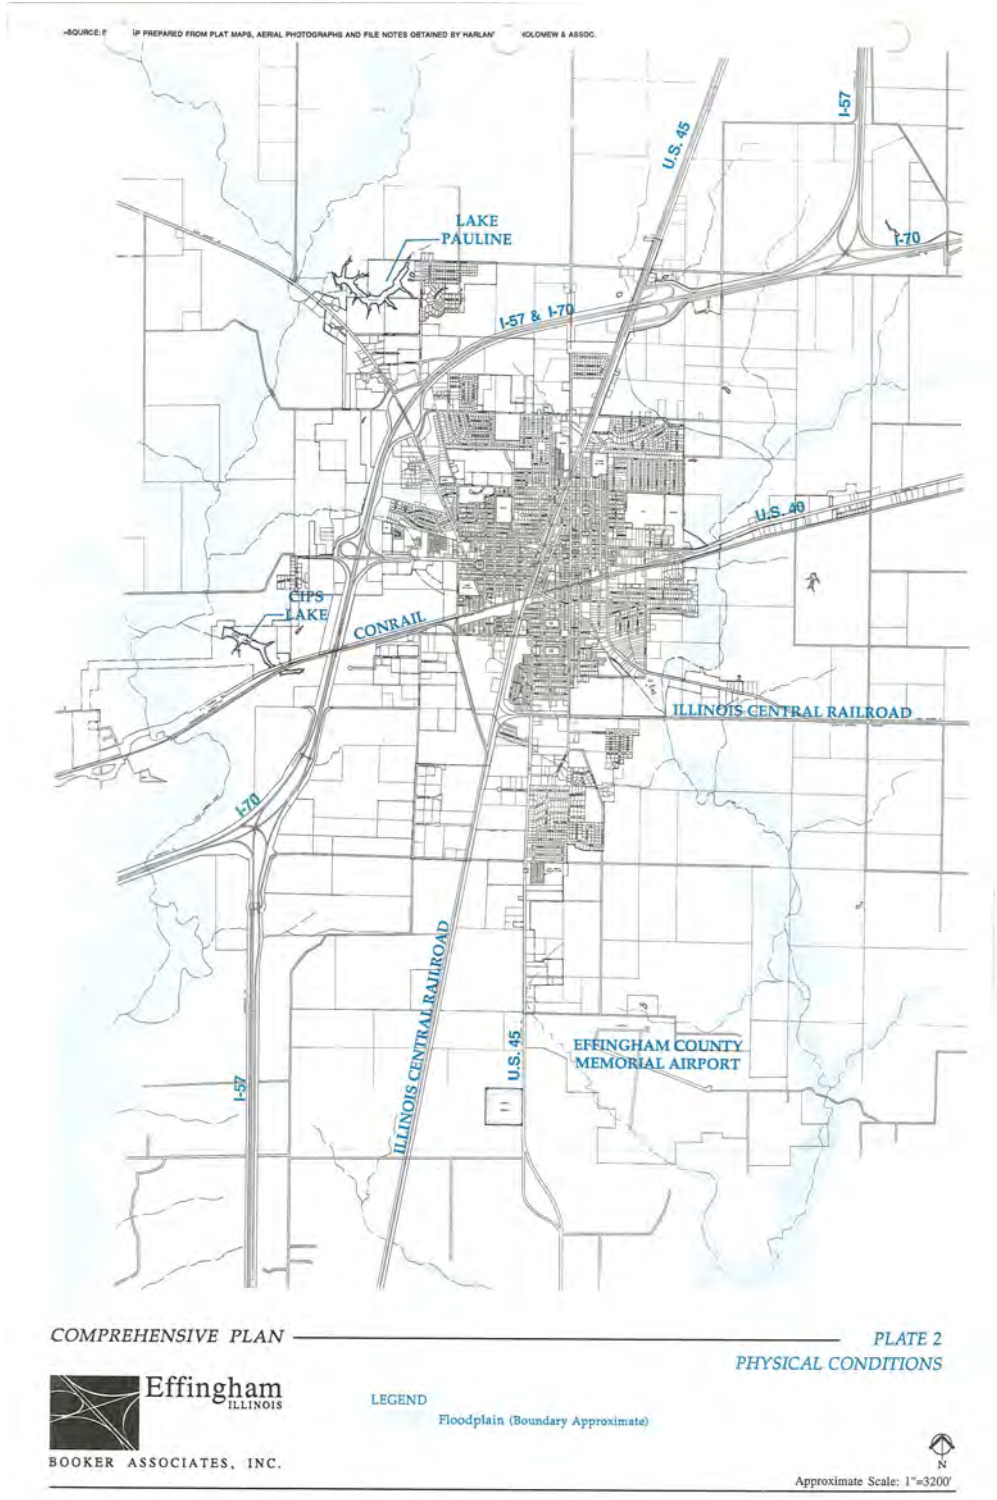 PREPARED FROM PLAT MAPS, AERIAL PHOTOGRAPHS AND FILE NOTES OBTAINED BY & ASSOC.
I-57
U.S. 45
LAKE
PAULINE
I-70
I-57 & I-70
U.S. 40
CIPS
LAKE
CONRAIL
ILLINOIS CENTRAL RAILROAD
I-70
ILLINOIS CENTRAL RAILROAD
U.S. 45
EFFINGHAM COUNTY
MEMORIAL AIRPORT
I-57
COMPREHENSIVE PLAN
PLATE 2
PHYSICAL CONDITIONS
Effingham
ILLINOIS
BOOKER ASSOCIATES, INC.
LEGEND
Floodplain (Boundary Approximate)
N
Approximate Scale: 1"=3200'